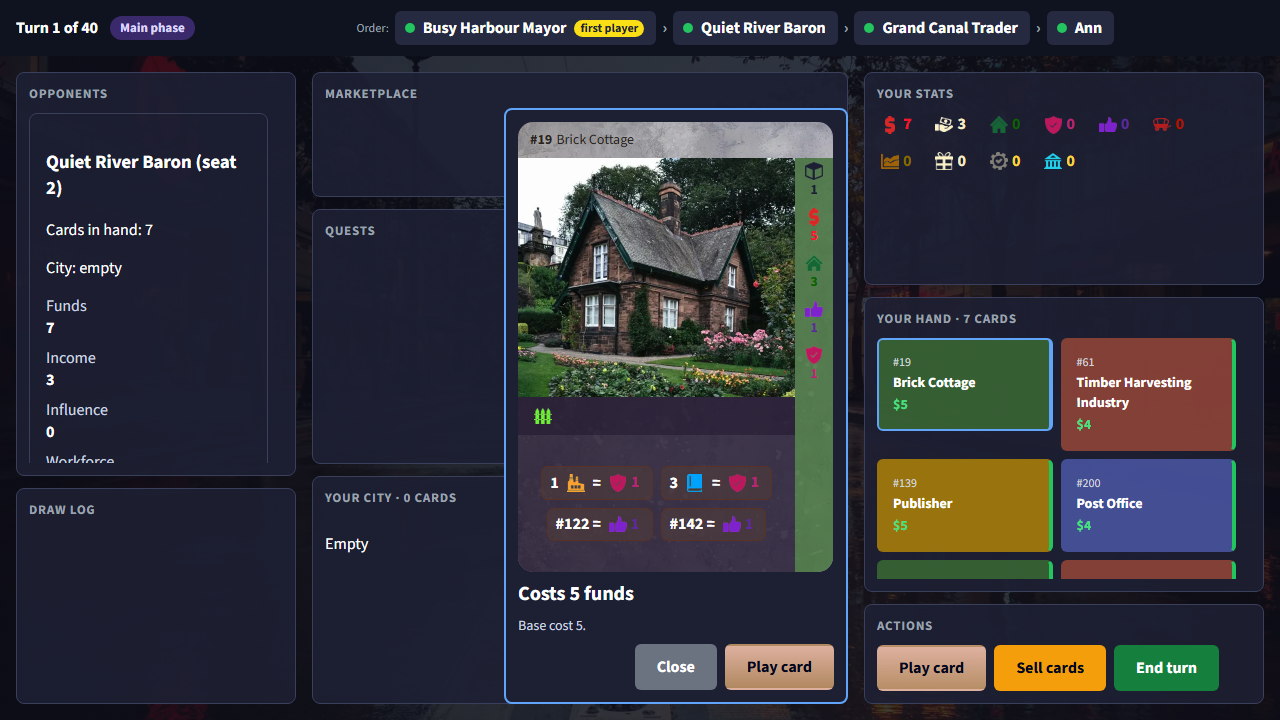 Turn 1 of 40 Main phase
Order: Busy Harbour Mayor first player › Quiet River Baron › Grand Canal Trader › Ann
OPPONENTS
Quiet River Baron (seat
2)
Cards in hand: 7
City: empty
Funds
7
Income
3
Influence
0
Workforce
DRAW LOG
MARKETPLACE
QUESTS
YOUR CITY · 0 CARDS
Empty
#19 Brick Cottage
1
5
3
1
1
1 = 1 3 = 1
#122 = 1 #142 = 1
Costs 5 funds
Base cost 5.
Close Play card
YOUR STATS
7 3 0 0 0 0
0 0 0 0
YOUR HAND · 7 CARDS
#19
Brick Cottage
$5
#61
Timber Harvesting
Industry
$4
#139
Publisher
$5
#200
Post Office
$4
ACTIONS
Play card Sell cards End turn